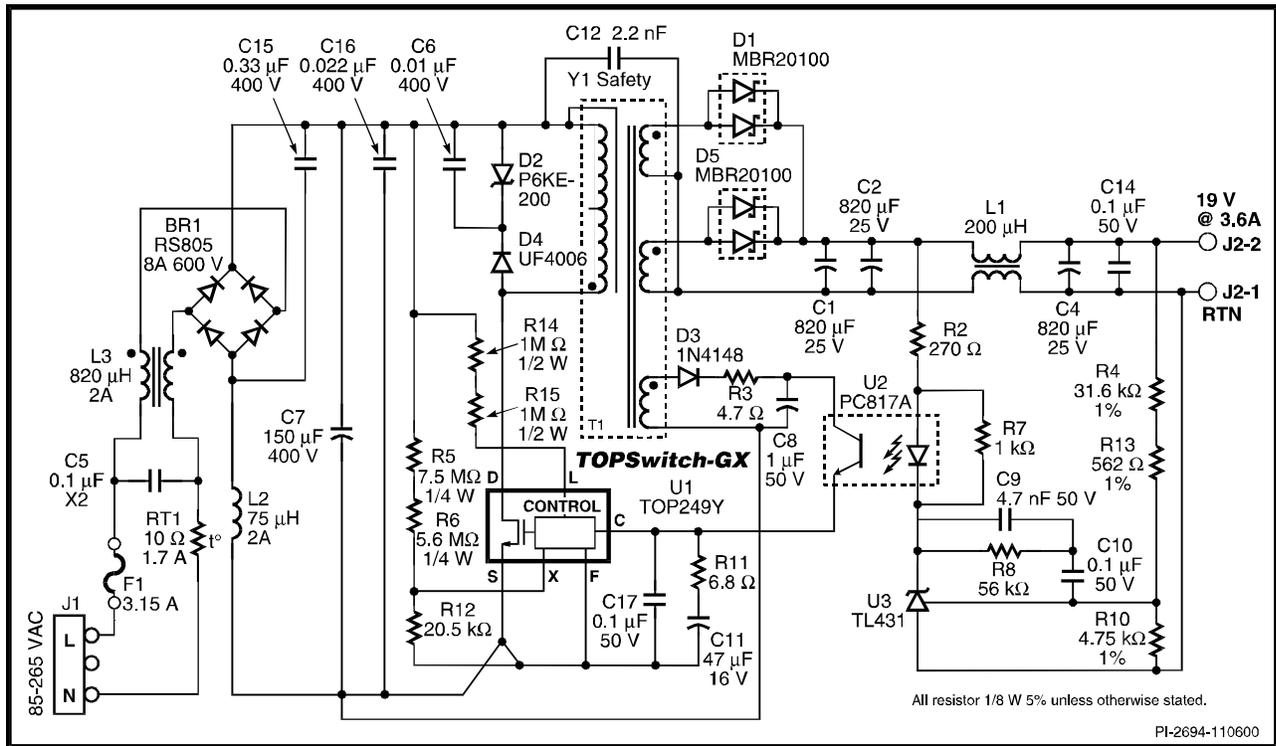 C12 2.2 nF
Y1 Safety
C15
0.33 µF
400 V
C16
0.022 µF
400 V
C6
0.01 µF
400 V
D1
MBR20100
D2
P6KE-
200
D5
MBR20100
C2
820 µF
25 V
L1
200 µH
C14
0.1 µF
50 V
19 V
@ 3.6A
J2-2
J2-1
RTN
BR1
RS805
8A 600 V
D4
UF4006
C1
820 µF
25 V
C4
820 µF
25 V
R14
1M Ω
1/2 W
R15
1M Ω
1/2 W
D3
1N4148
R3
4.7 Ω
C8
1 µF
50 V
T1
R2
270 Ω
U2
PC817A
R7
1 kΩ
R4
31.6 kΩ
1%
R13
562 Ω
1%
L3
820 µH
2A
C7
150 µF
400 V
C5
0.1 µF
X2
L2
75 µH
2A
RT1
10 Ω
1.7 A
t°
F1
3.15 A
J1
L
N
85-265 VAC
R5
7.5 MΩ
1/4 W
R6
5.6 MΩ
1/4 W
R12
20.5 kΩ
TOPSwitch-GX
U1
TOP249Y
D
L
CONTROL
C
S
X
F
C17
0.1 µF
50 V
R11
6.8 Ω
C11
47 µF
16 V
C9
4.7 nF 50 V
R8
56 kΩ
C10
0.1 µF
50 V
U3
TL431
R10
4.75 kΩ
1%
All resistor 1/8 W 5% unless otherwise stated.
PI-2694-110600